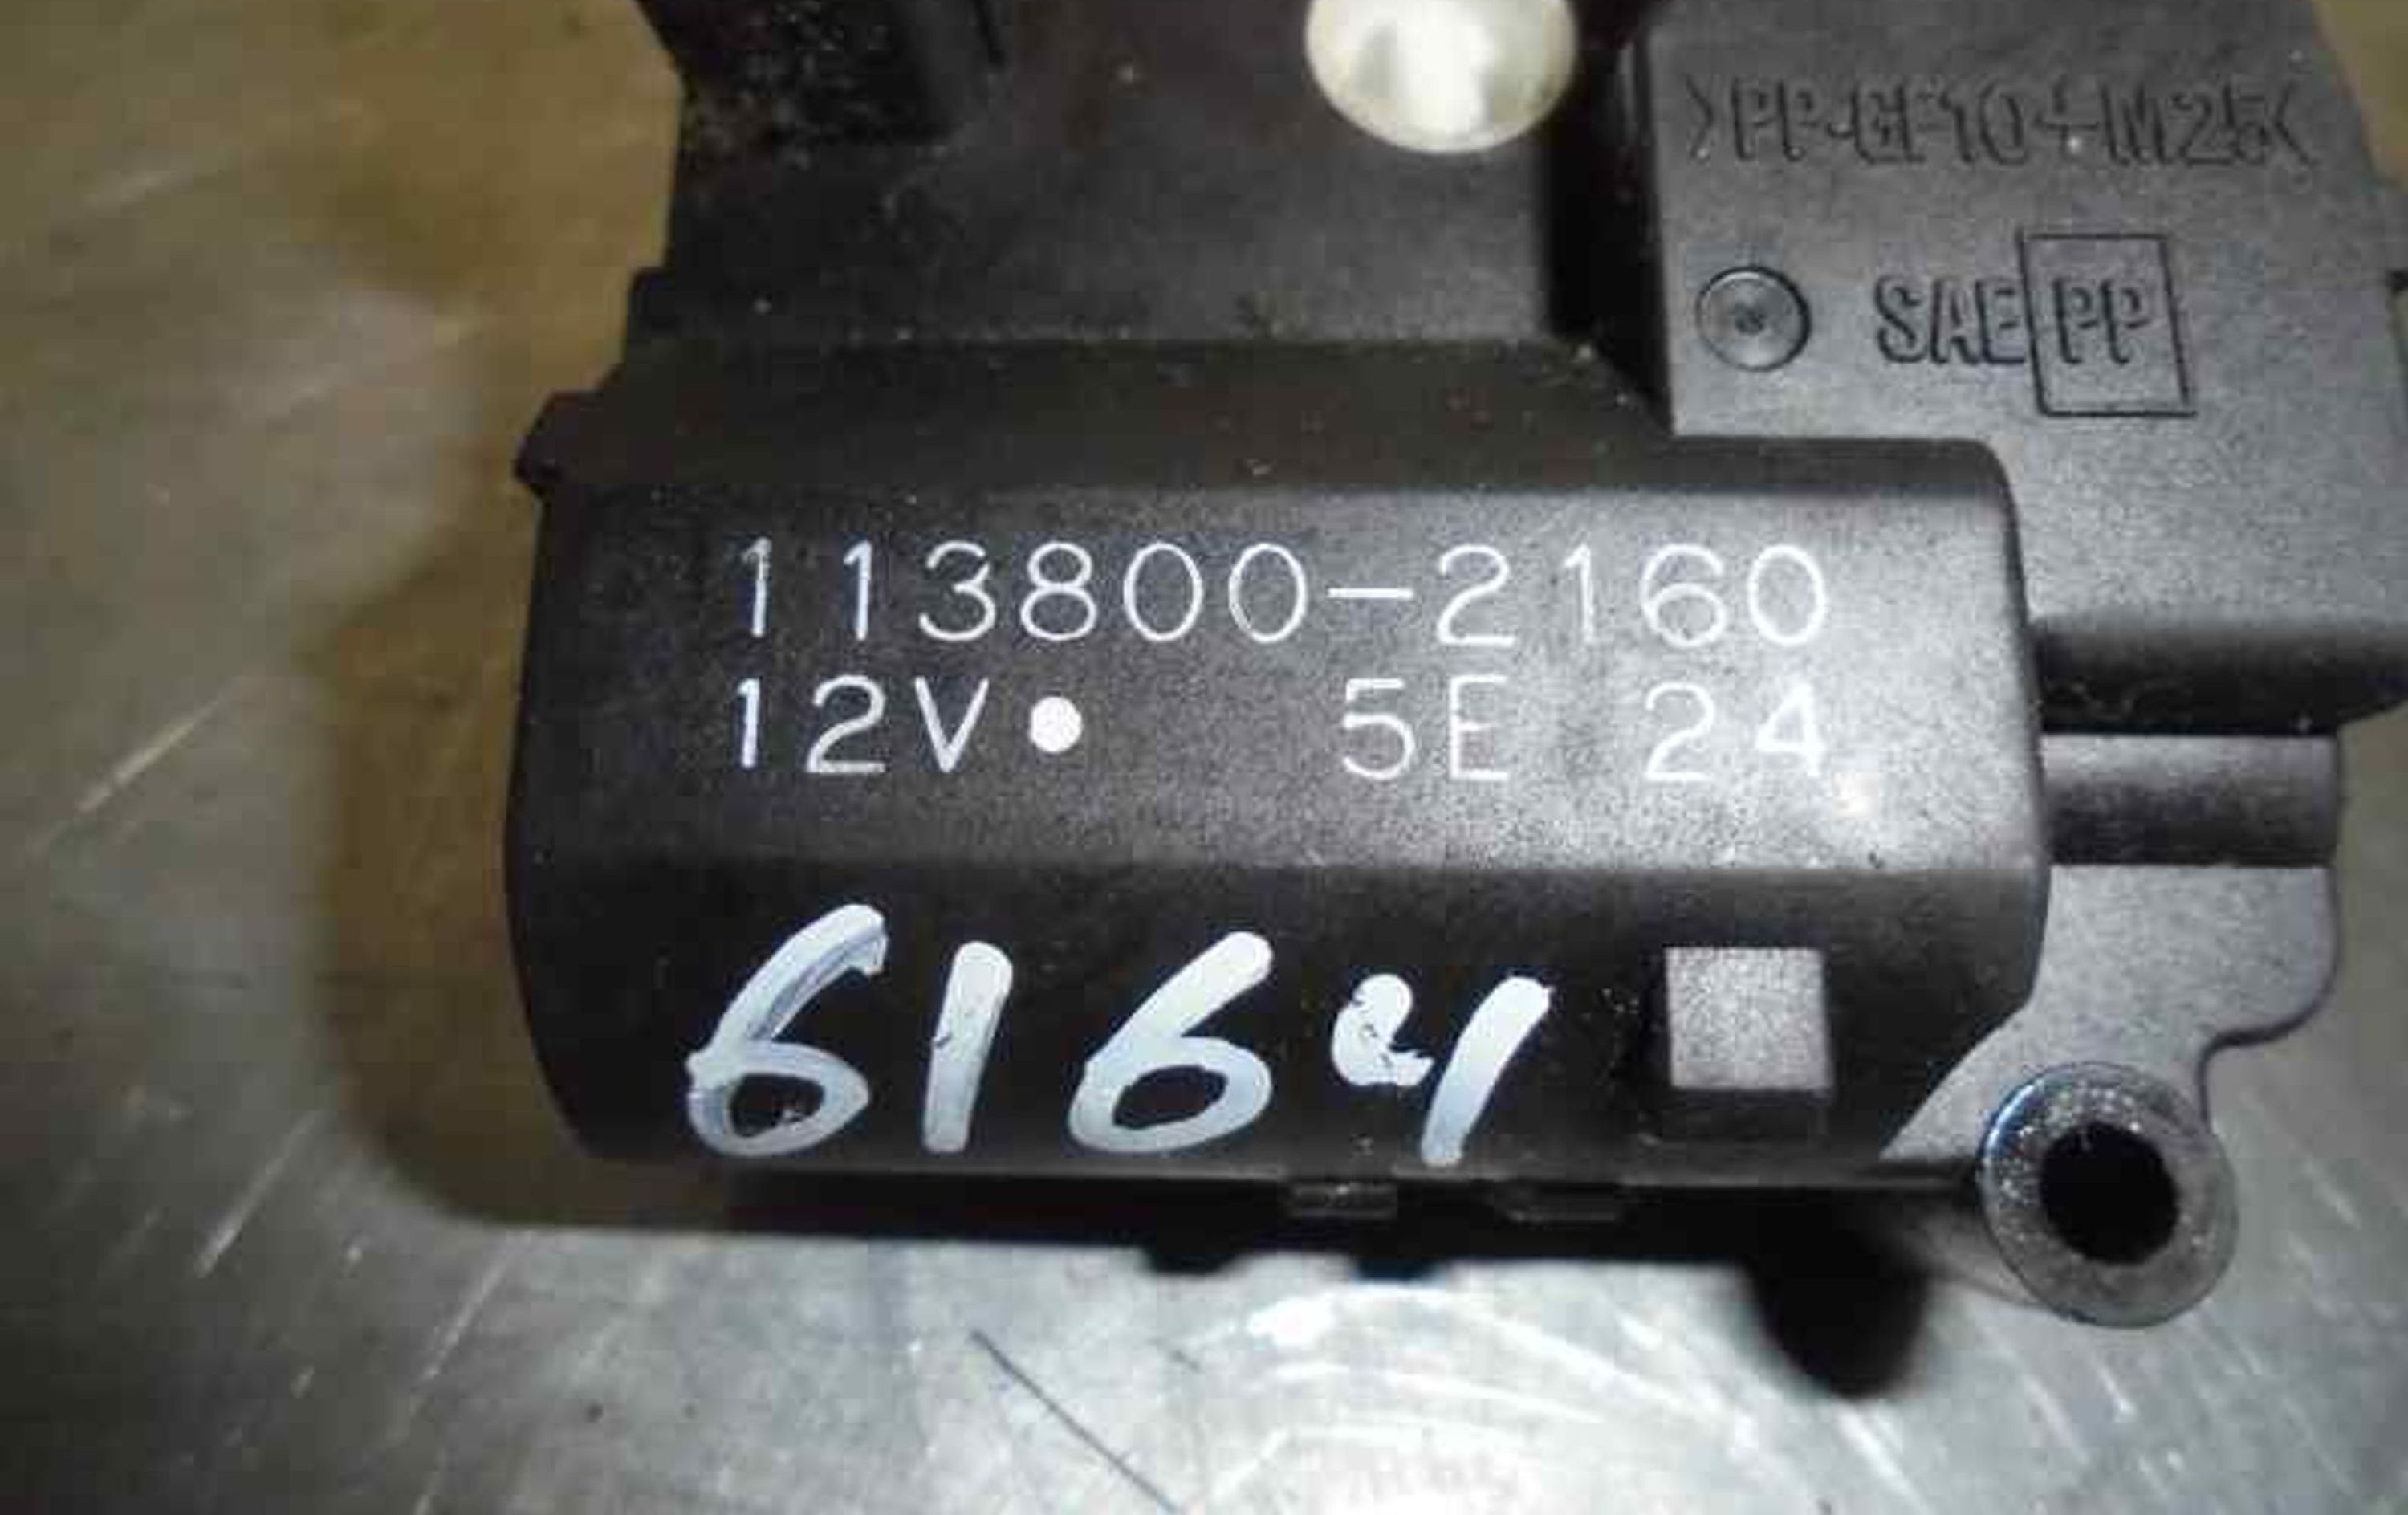 >PP-GF10+M25<
SAE PP
113800-2160
12V● 5E 24
6164